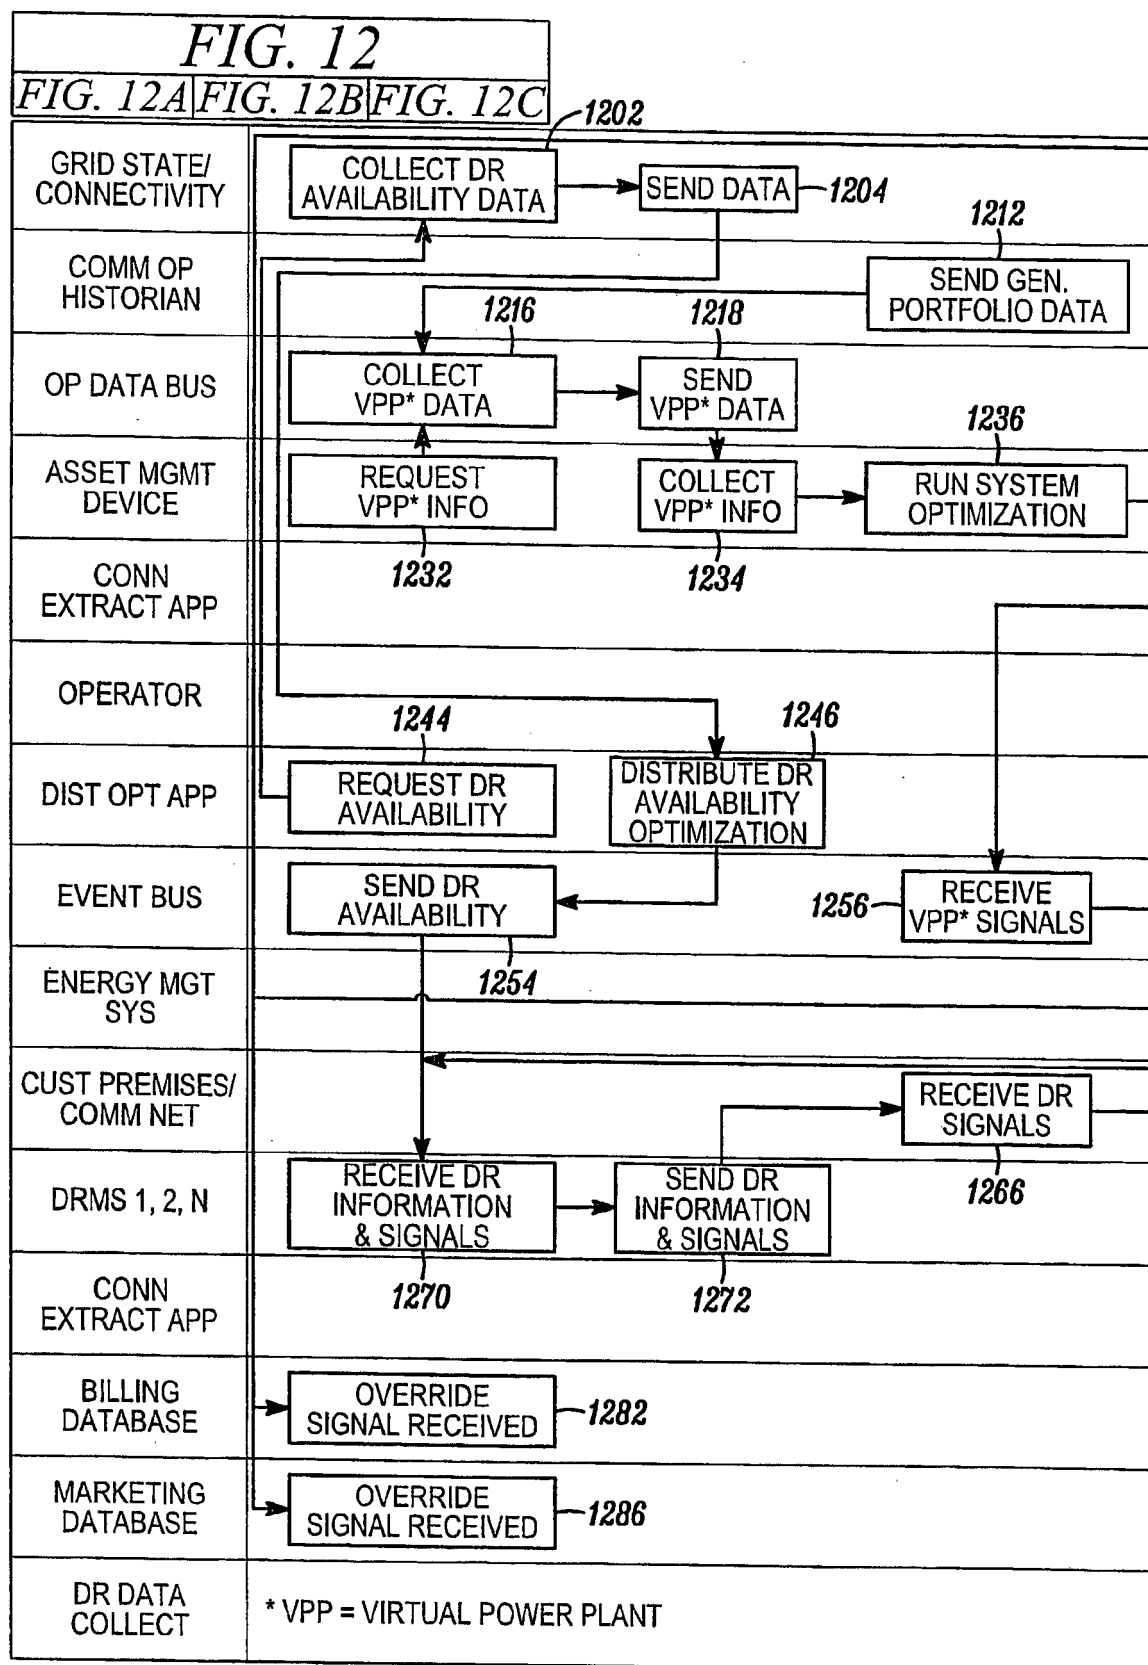 FIG. 12
FIG. 12A
FIG. 12B
FIG. 12C
GRID STATE/
CONNECTIVITY
COLLECT DR
AVAILABILITY DATA
1202
SEND DATA
1204
COMM OP
HISTORIAN
1212
SEND GEN.
PORTFOLIO DATA
OP DATA BUS
1216
COLLECT
VPP* DATA
1218
SEND
VPP* DATA
ASSET MGMT
DEVICE
REQUEST
VPP* INFO
1232
COLLECT
VPP* INFO
1234
1236
RUN SYSTEM
OPTIMIZATION
CONN
EXTRACT APP
OPERATOR
DIST OPT APP
1244
REQUEST DR
AVAILABILITY
1246
DISTRIBUTE DR
AVAILABILITY
OPTIMIZATION
EVENT BUS
SEND DR
AVAILABILITY
1254
1256
RECEIVE
VPP* SIGNALS
ENERGY MGT
SYS
CUST PREMISES/
COMM NET
RECEIVE DR
SIGNALS
1266
DRMS 1, 2, N
RECEIVE DR
INFORMATION
& SIGNALS
1270
SEND DR
INFORMATION
& SIGNALS
1272
CONN
EXTRACT APP
BILLING
DATABASE
OVERRIDE
SIGNAL RECEIVED
1282
MARKETING
DATABASE
OVERRIDE
SIGNAL RECEIVED
1286
DR DATA
COLLECT
* VPP = VIRTUAL POWER PLANT